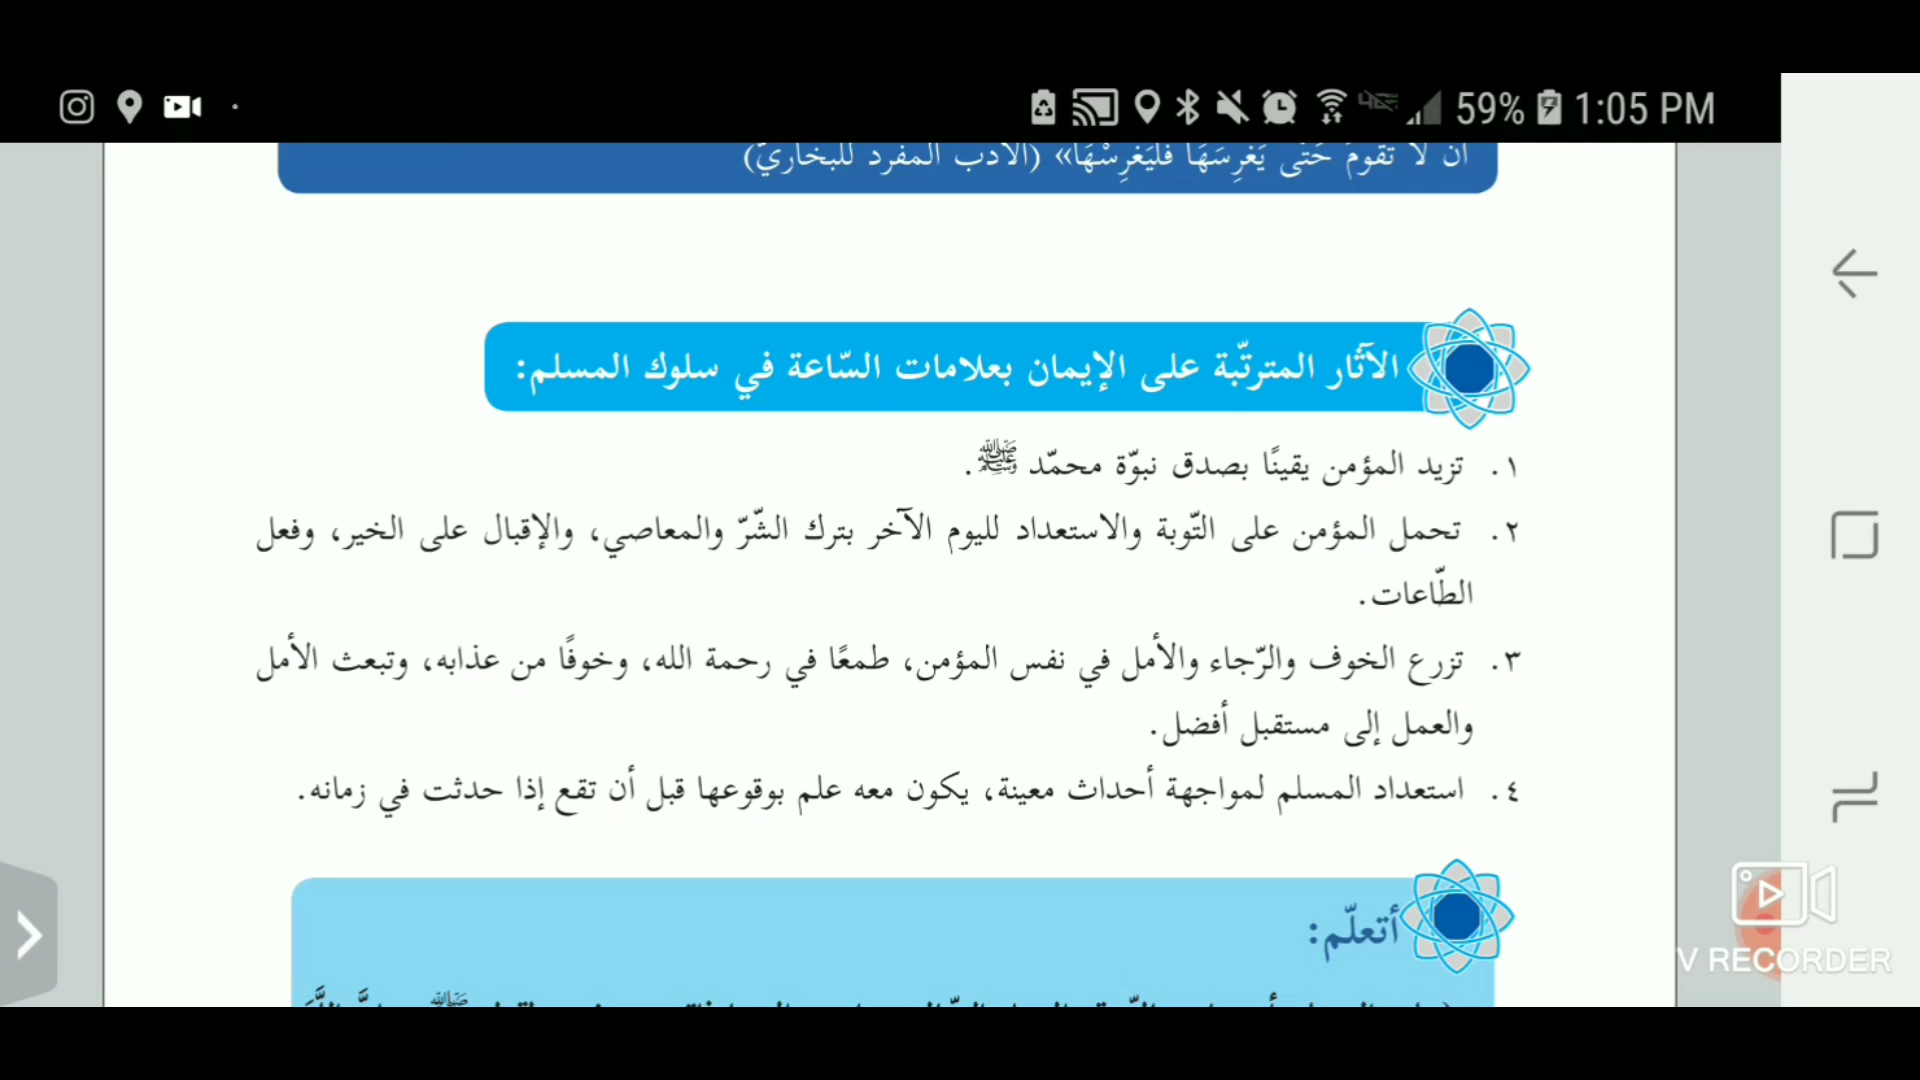 59% 1:05 PM
أن لا تقومَ حَتَّى يَغرِسَهَا فَليَغرِسْهَا» (الأدب المفرد للبخاريّ)
الآثار المترتّبة على الإيمان بعلامات السّاعة في سلوك المسلم:
١. تزيد المؤمن يقينًا بصدق نبوّة محمّد ﷺ.
٢. تحمل المؤمن على التّوبة والاستعداد لليوم الآخر بترك الشّرّ والمعاصي، والإقبال على الخير، وفعل
الطّاعات.
٣. تزرع الخوف والرّجاء والأمل في نفس المؤمن، طمعًا في رحمة الله، وخوفًا من عذابه، وتبعث الأمل
والعمل إلى مستقبل أفضل.
٤. استعداد المسلم لمواجهة أحداث معينة، يكون معه علم بوقوعها قبل أن تقع إذا حدثت في زمانه.
أتعلّم:
V RECORDER